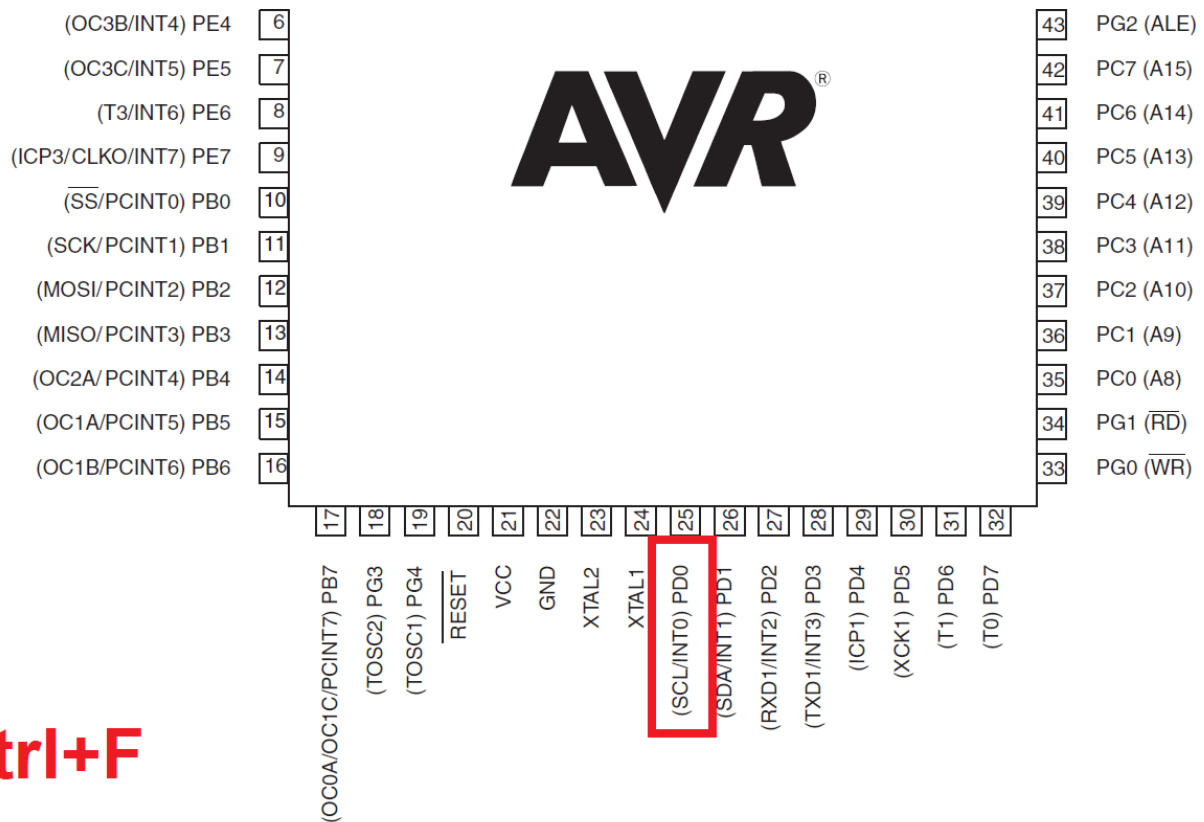 (OC3B/INT4) PE4 6
(OC3C/INT5) PE5 7
(T3/INT6) PE6 8
(ICP3/CLKO/INT7) PE7 9
(SS/PCINT0) PB0 10
(SCK/PCINT1) PB1 11
(MOSI/PCINT2) PB2 12
(MISO/PCINT3) PB3 13
(OC2A/PCINT4) PB4 14
(OC1A/PCINT5) PB5 15
(OC1B/PCINT6) PB6 16
AVR®
43 PG2 (ALE)
42 PC7 (A15)
41 PC6 (A14)
40 PC5 (A13)
39 PC4 (A12)
38 PC3 (A11)
37 PC2 (A10)
36 PC1 (A9)
35 PC0 (A8)
34 PG1 (RD)
33 PG0 (WR)
(OC0A/OC1C/PCINT7) PB7 17
(TOSC2) PG3 18
(TOSC1) PG4 19
RESET 20
VCC 21
GND 22
XTAL2 23
XTAL1 24
(SCL/INT0) PD0 25
(SDA/INT1) PD1 26
(RXD1/INT2) PD2 27
(TXD1/INT3) PD3 28
(ICP1) PD4 29
(XCK1) PD5 30
(T1) PD6 31
(T0) PD7 32
trl+F